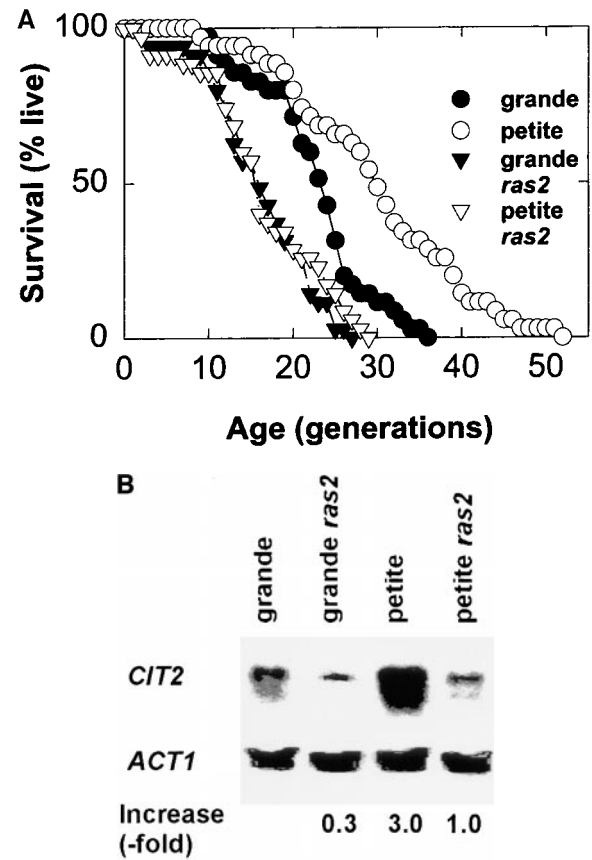 A
100
50
0
Survival (% live)
0 10 20 30 40 50
Age (generations)
grande
petite
grande
ras2
petite
ras2
B
grande
grande ras2
petite
petite ras2
CIT2
ACT1
Increase
(-fold)
0.3 3.0 1.0